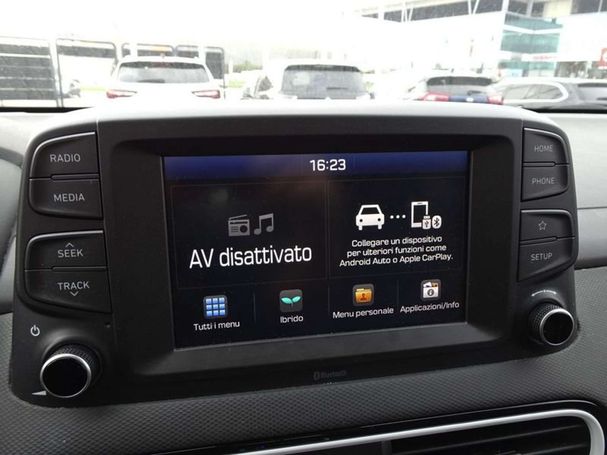 RADIO
MEDIA
SEEK
TRACK
16:23
AV disattivato
Collegare un dispositivo
per ulteriori funzioni come
Android Auto o Apple CarPlay.
Tutti i menu
Ibrido
Menu personale
Applicazioni/Info
HOME
PHONE
SETUP
Bluetooth